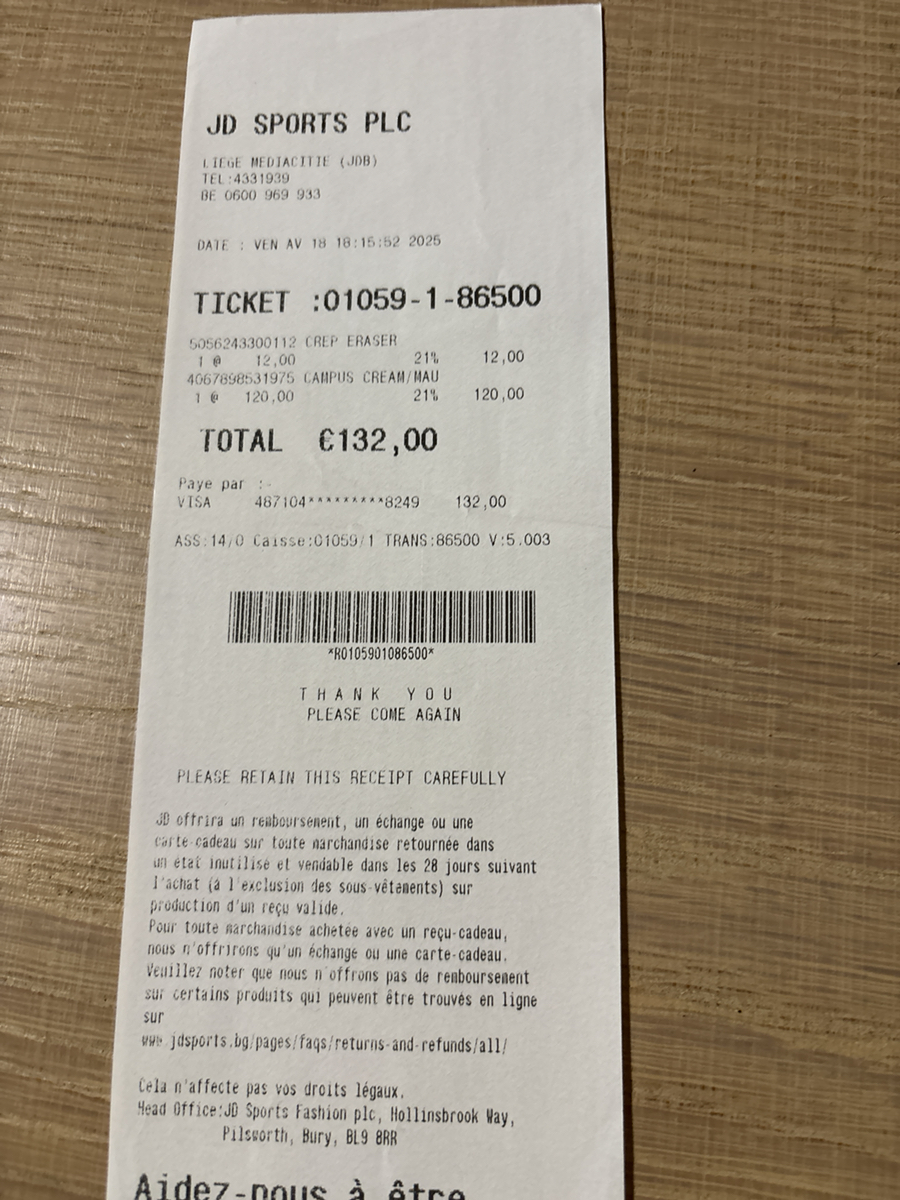 JD SPORTS PLC
LIEGE MEDIACITIE (JDB)
TEL:4331939
BE 0600 969 933
DATE : VEN AV 18 18:15:52 2025
TICKET :01059-1-86500
5056243300112 CREP ERASER
1 @ 12,00 21% 12,00
4067898531975 CAMPUS CREAM/MAU
1 @ 120,00 21% 120,00
TOTAL €132,00
Paye par :-
VISA 487104*********8249 132,00
ASS:14/0 Caisse:01059/1 TRANS:86500 V:5.003
*R0105901086500*
THANK YOU
PLEASE COME AGAIN
PLEASE RETAIN THIS RECEIPT CAREFULLY
JD offrira un remboursement, un échange ou une
carte-cadeau sur toute marchandise retournée dans
un état inutilisé et vendable dans les 28 jours suivant
l'achat (à l'exclusion des sous-vêtements) sur
production d'un reçu valide.
Pour toute marchandise achetée avec un reçu-cadeau,
nous n'offrirons qu'un échange ou une carte-cadeau.
Veuillez noter que nous n'offrons pas de remboursement
sur certains produits qui peuvent être trouvés en ligne
sur
www.jdsports.bg/pages/faqs/returns-and-refunds/all/
Cela n'affecte pas vos droits légaux.
Head Office:JD Sports Fashion plc, Hollinsbrook Way,
Pilsworth, Bury, BL9 8RR
Aidez-nous à être